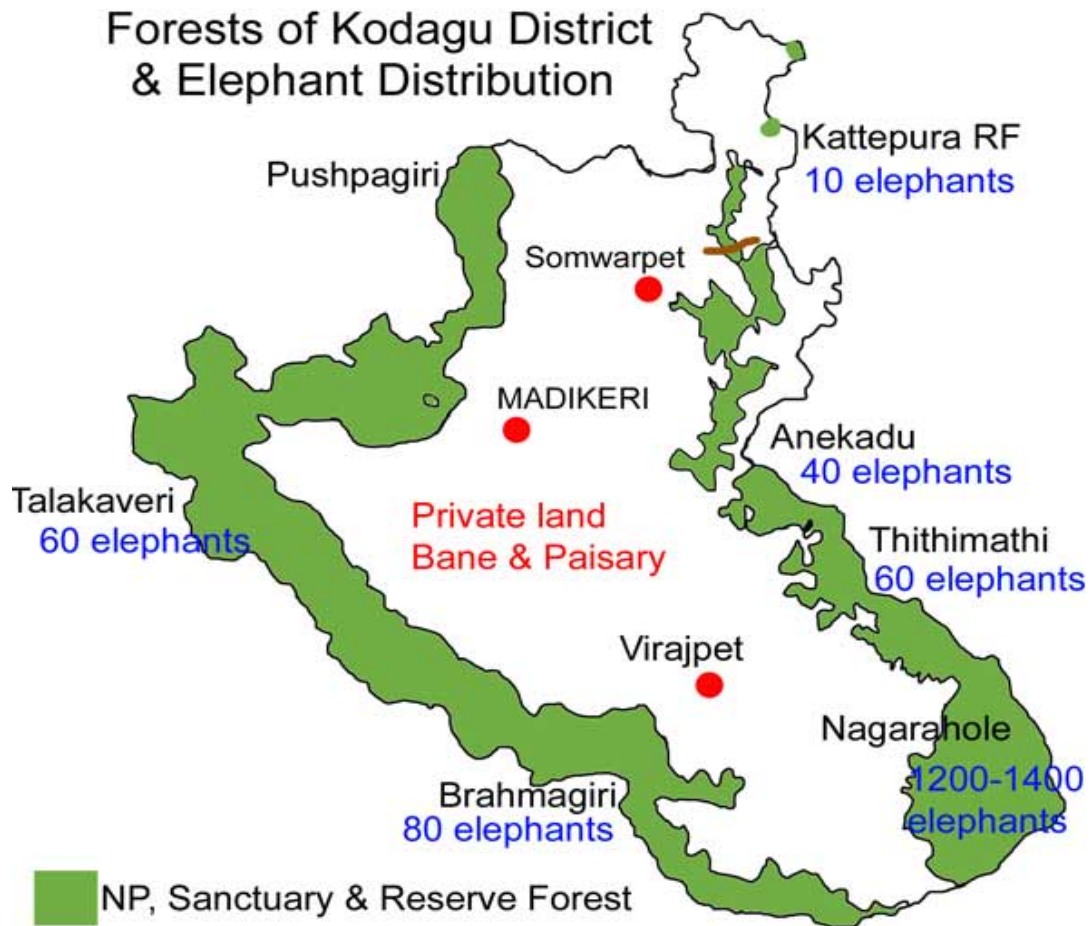 Forests of Kodagu District
& Elephant Distribution
Kattepura RF
10 elephants
Pushpagiri
Somwarpet
MADIKERI
Anekadu
40 elephants
Talakaveri
60 elephants
Private land
Bane & Paisary
Thithimathi
60 elephants
Virajpet
Nagarahole
1200-1400
elephants
Brahmagiri
80 elephants
NP, Sanctuary & Reserve Forest